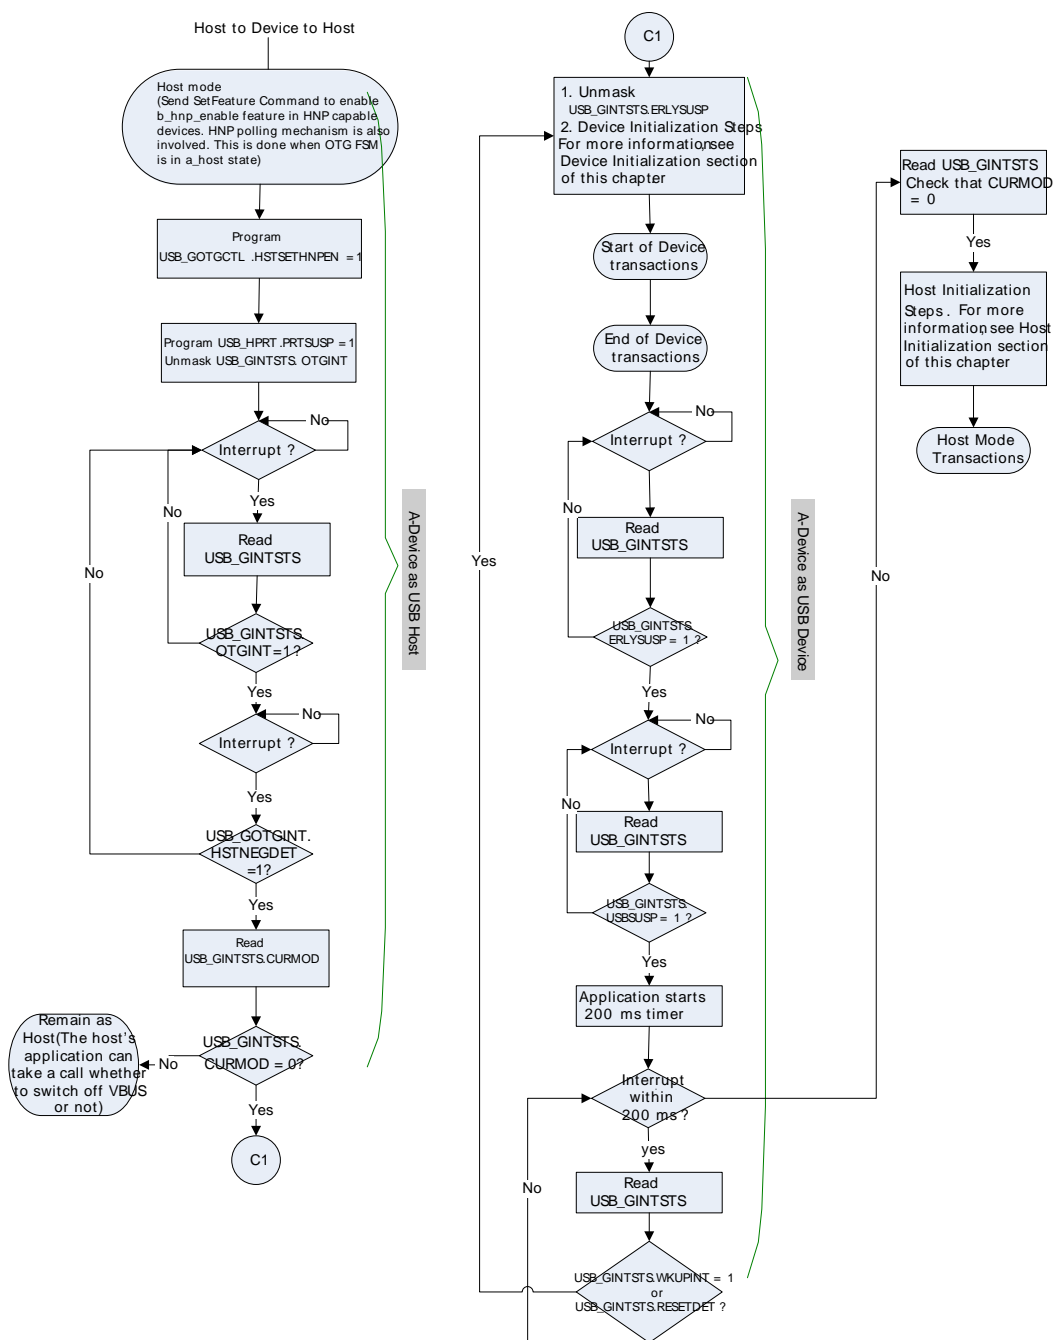 Host to Device to Host
Host mode
(Send SetFeature Command to enable
b_hnp_enable feature in HNP capable
devices. HNP polling mechanism is also
involved. This is done when OTG FSM
is in a_host state)
Program
USB_GOTGCTL .HSTSETHNPEN = 1
Program USB_HPRT.PRTSUSP = 1
Unmask USB_GINTSTS. OTGINT
No
Interrupt ?
Yes
No
Read
USB_GINTSTS
No
USB_GINTSTS.
OTGINT=1?
Yes
No
Interrupt ?
Yes
USB_GOTGINT.
HSTNEGDET
=1?
Yes
Read
USB_GINTSTS.CURMOD
USB_GINTSTS.
CURMOD = 0?
No
Remain as
Host(The host's
application can
take a call whether
to switch off VBUS
or not)
Yes
C1
A-Device as USB Host
C1
1. Unmask
USB_GINTSTS.ERLYSUSP
2. Device Initialization Steps
For more information, see
Device Initialization section
of this chapter
Start of Device
transactions
End of Device
transactions
No
Interrupt ?
No
Yes
Read
USB_GINTSTS
USB_GINTSTS.
ERLYSUSP = 1 ?
Yes
No
Interrupt ?
No
Read
USB_GINTSTS
USB_GINTSTS.
USBSUSP = 1 ?
Yes
Application starts
200 ms timer
Interrupt
within
200 ms?
yes
Read
USB_GINTSTS
No
USB_GINTSTS.WKUPINT = 1
or
USB_GINTSTS.RESETDET ?
Yes
A-Device as USB Device
No
Read USB_GINTSTS
Check that CURMOD
= 0
Yes
Host Initialization
Steps. For more
information, see Host
Initialization section
of this chapter
Host Mode
Transactions